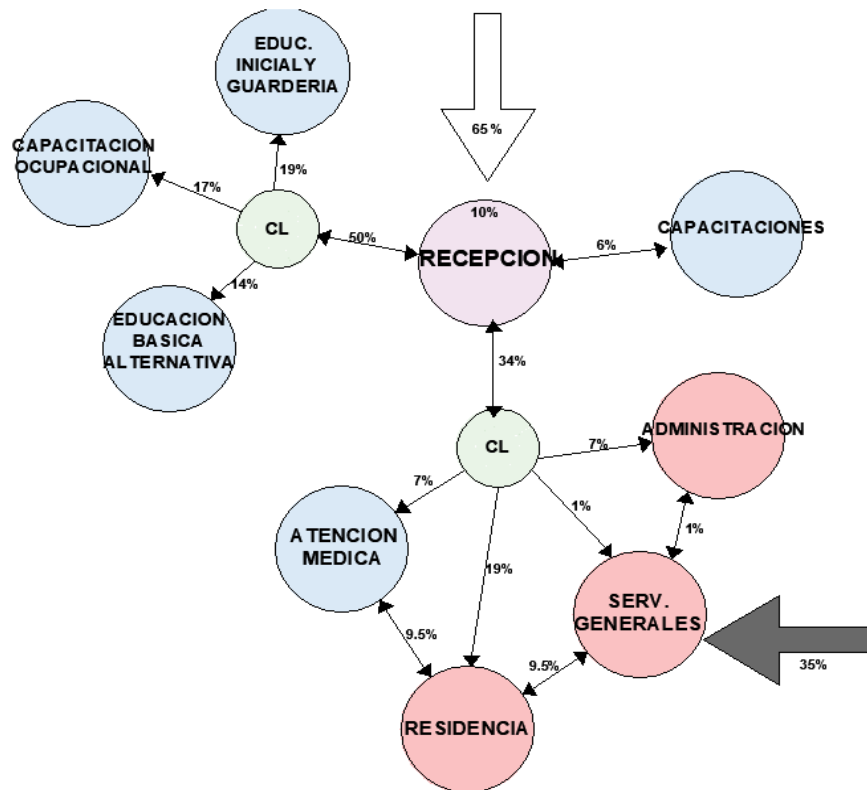 EDUC.
INICIAL Y
GUARDERIA
65%
CAPACITACION
OCUPACIONAL
19%
17%
CL
50%
10%
RECEPCION
6%
CAPACITACIONES
14%
EDUCACION
BASICA
ALTERNATIVA
34%
CL
7%
ADMINISTRACION
7%
1%
1%
ATENCION
MEDICA
19%
SERV.
GENERALES
9.5%
9.5%
35%
RESIDENCIA